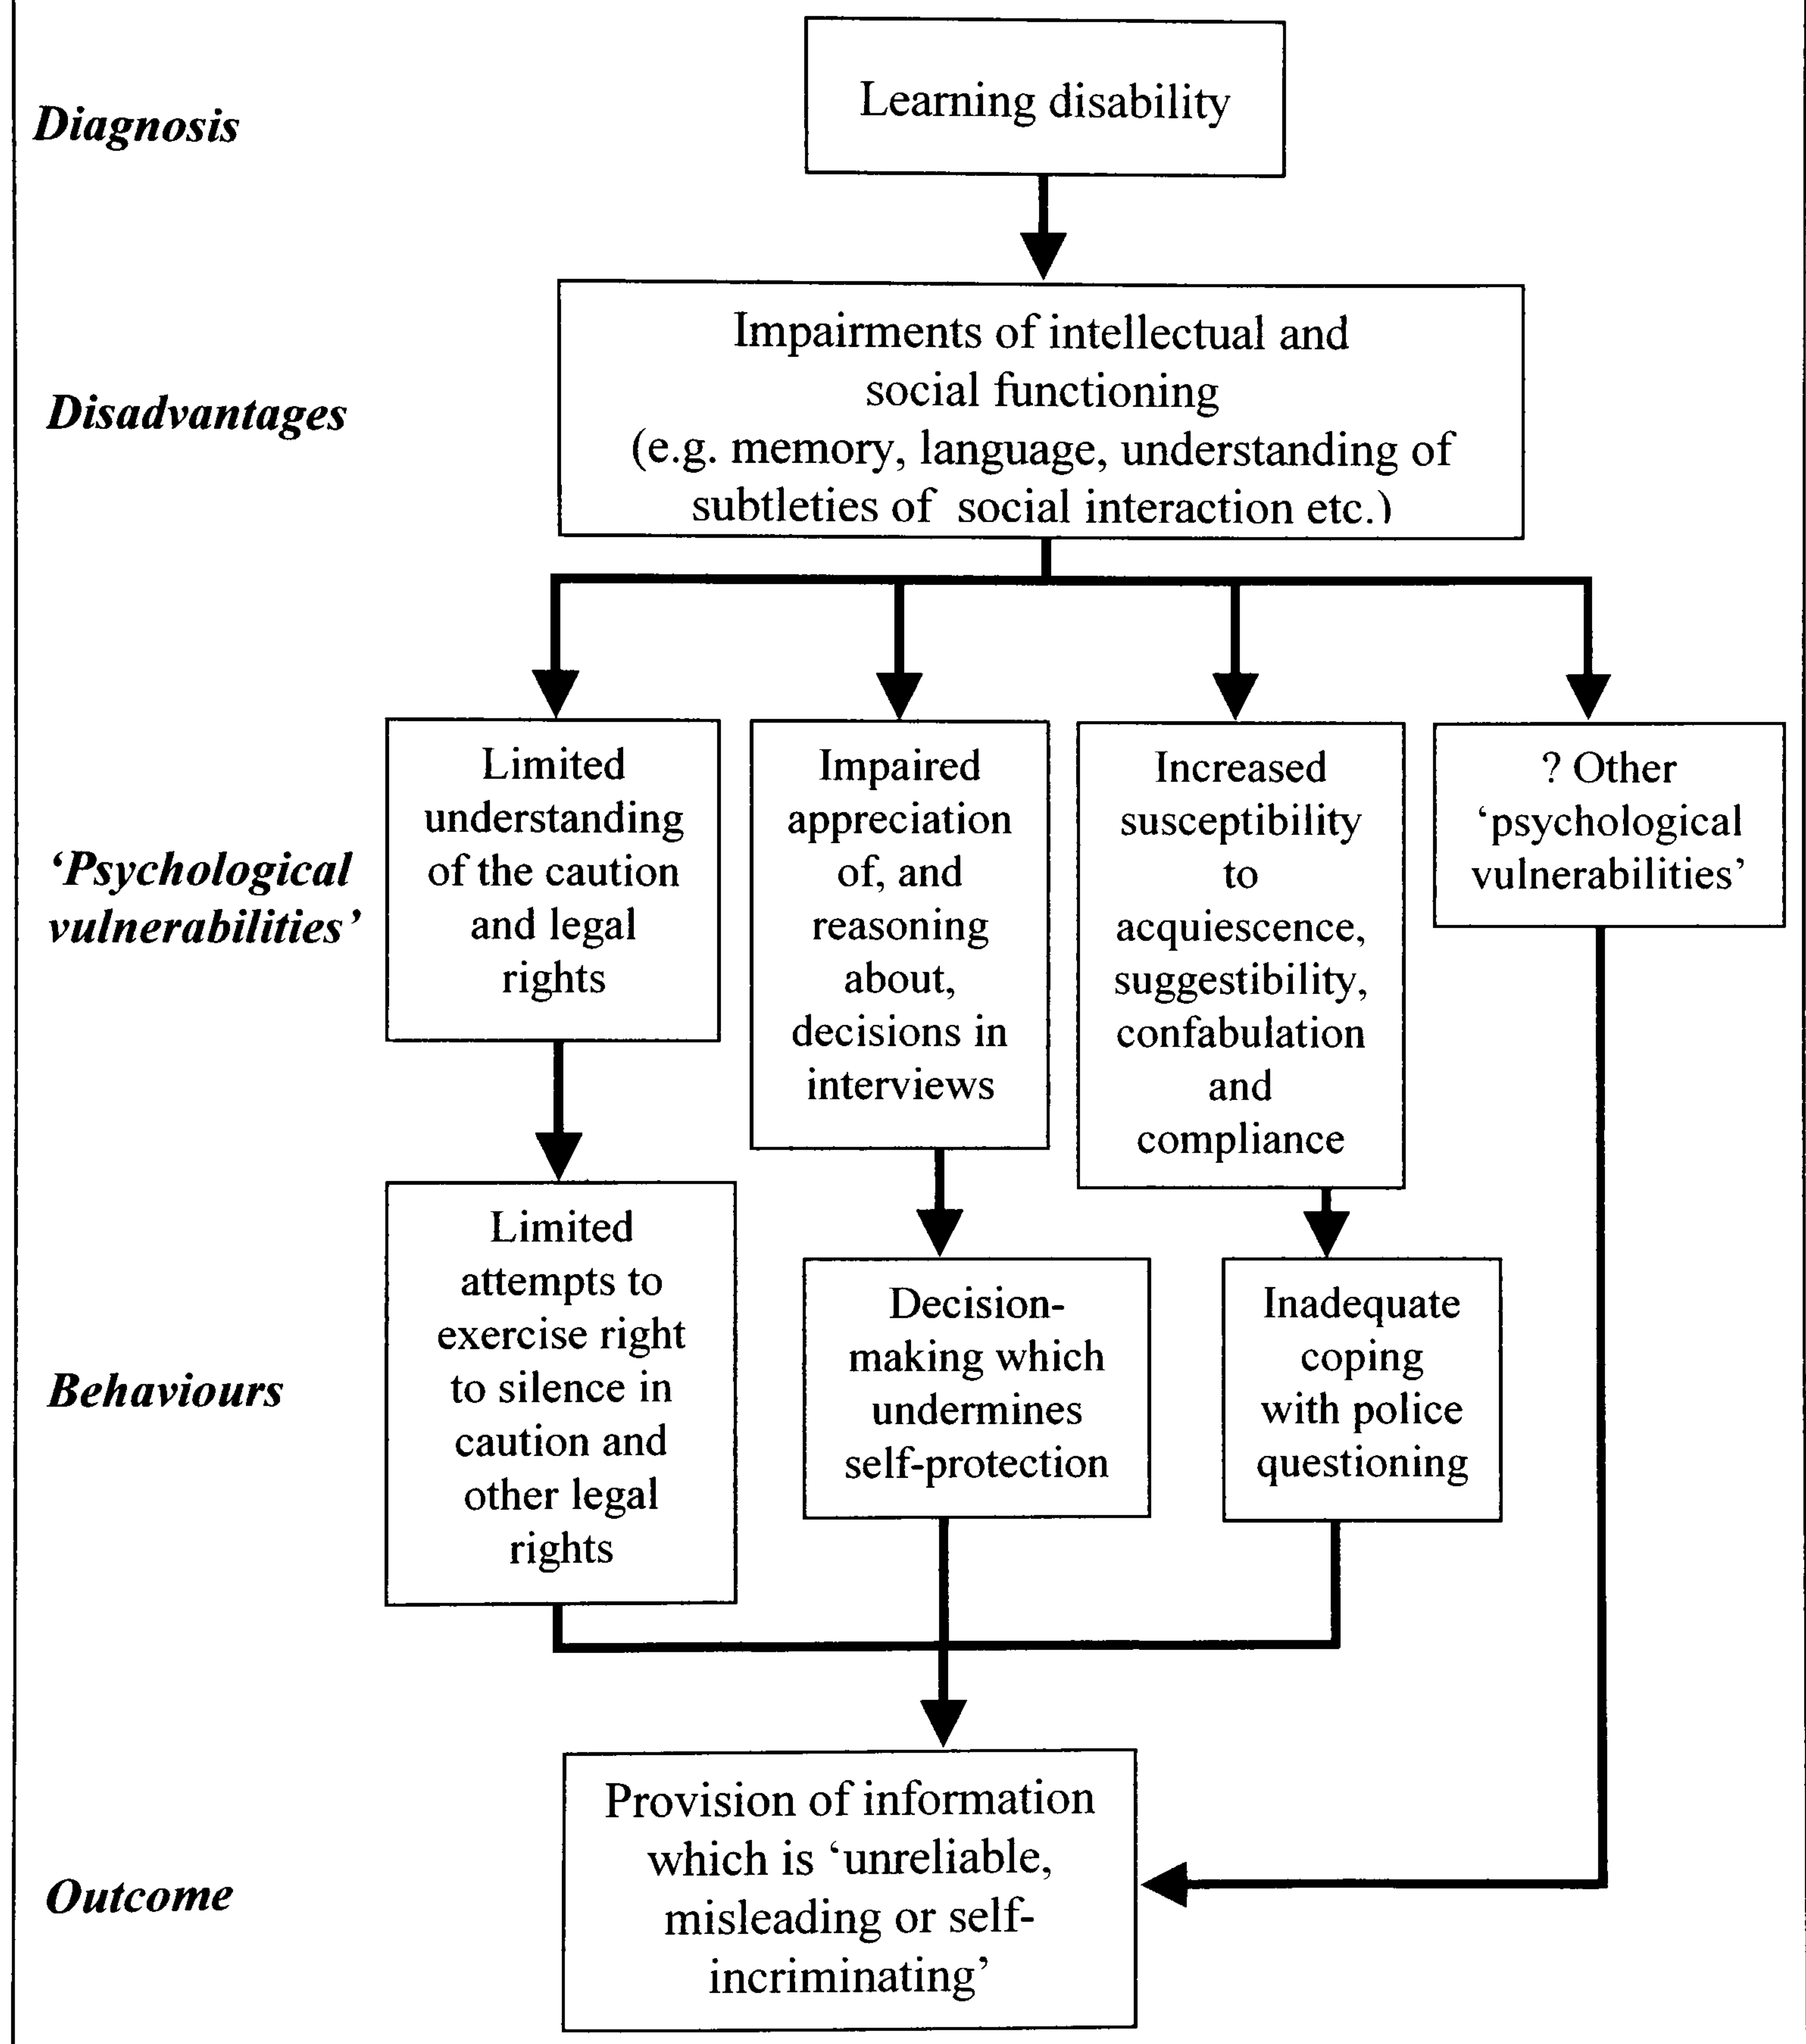 Diagnosis
Learning disability
Disadvantages
Impairments of intellectual and
social functioning
(e.g. memory, language, understanding of
subtleties of social interaction etc.)
‘Psychological
vulnerabilities’
Limited
understanding
of the caution
and legal
rights
Impaired
appreciation
of, and
reasoning
about,
decisions in
interviews
Increased
susceptibility
to
acquiescence,
suggestibility,
confabulation
and
compliance
? Other
‘psychological
vulnerabilities’
Behaviours
Limited
attempts to
exercise right
to silence in
caution and
other legal
rights
Decision-
making which
undermines
self-protection
Inadequate
coping
with police
questioning
Outcome
Provision of information
which is ‘unreliable,
misleading or self-
incriminating’